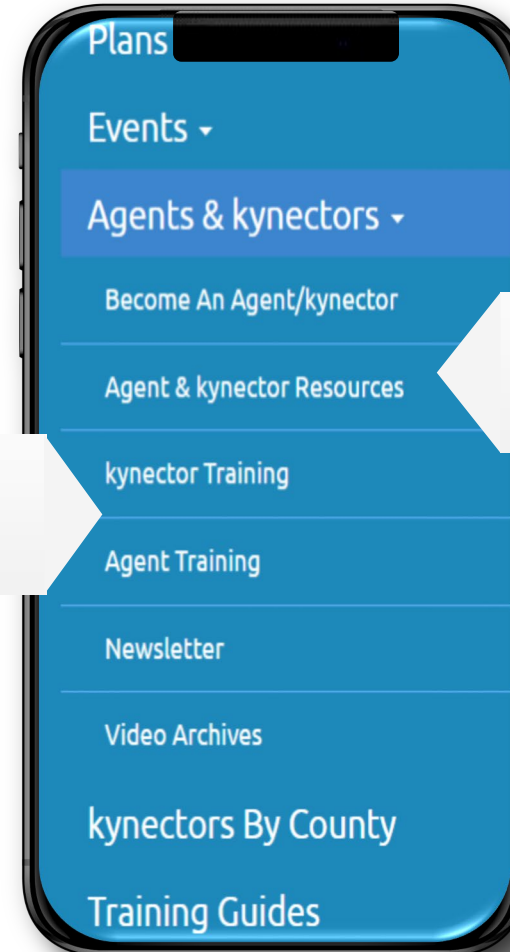 Plans
Events
Agents & kynectors
Become An Agent/kynector
Agent & kynector Resources
kynector Training
Agent Training
Newsletter
Video Archives
kynectors By County
Training Guides